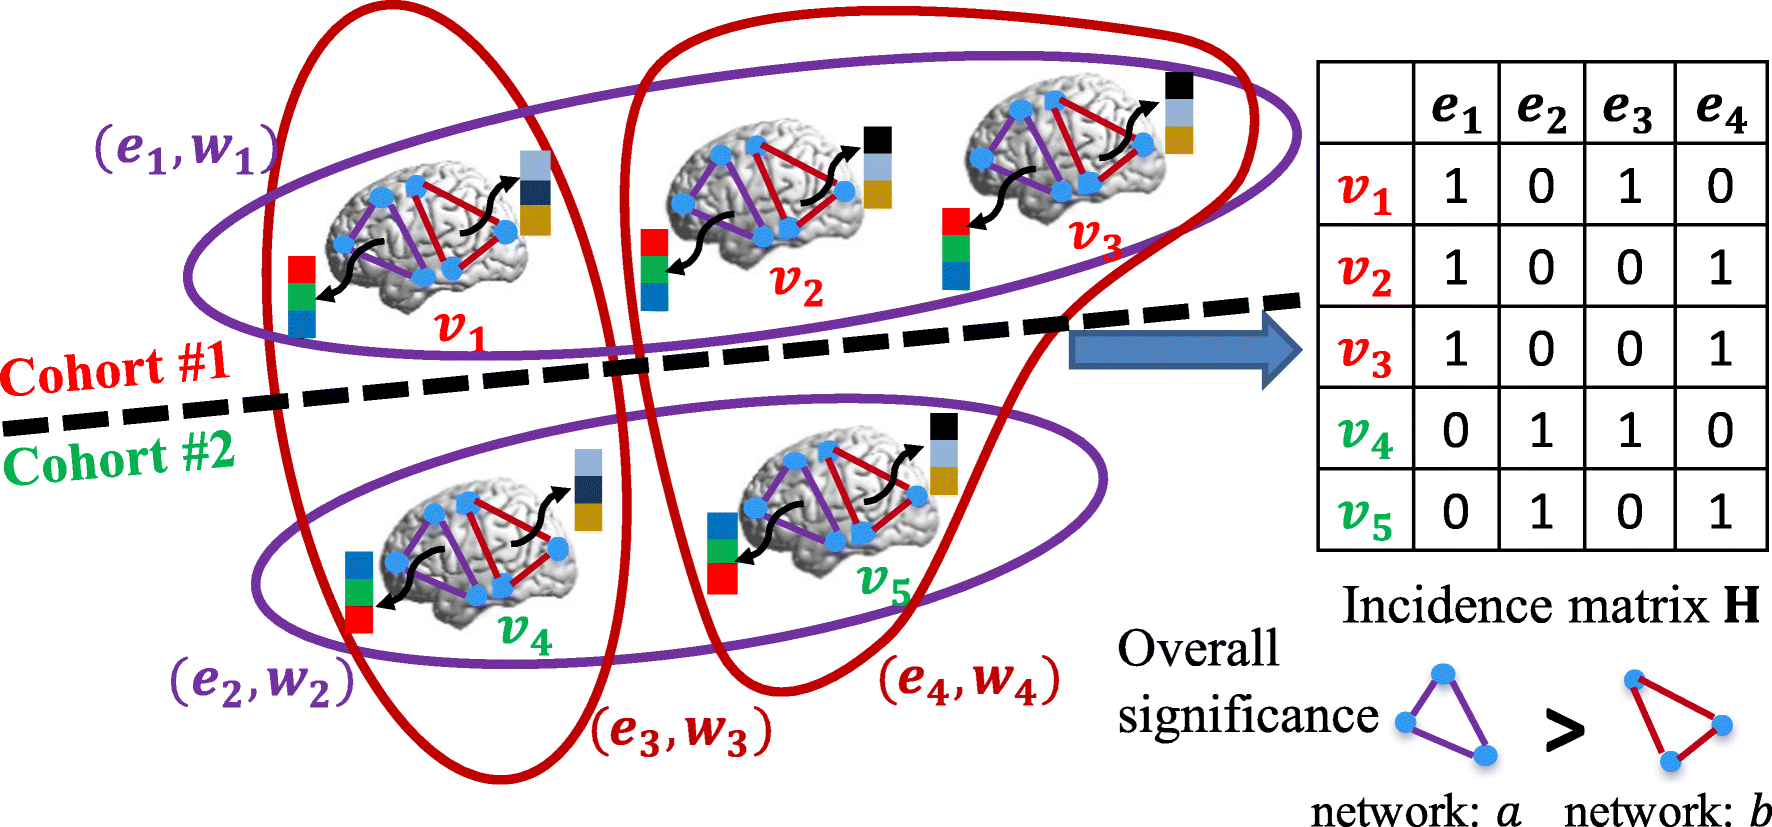 (e₁, w₁)
v₁
v₂
v₃
Cohort #1
Cohort #2
v₄
v₅
(e₂, w₂)
(e₃, w₃)
(e₄, w₄)
e₁ e₂ e₃ e₄
v₁ 1 0 1 0
v₂ 1 0 0 1
v₃ 1 0 0 1
v₄ 0 1 1 0
v₅ 0 1 0 1
Incidence matrix H
Overall
significance
>
network: a network: b